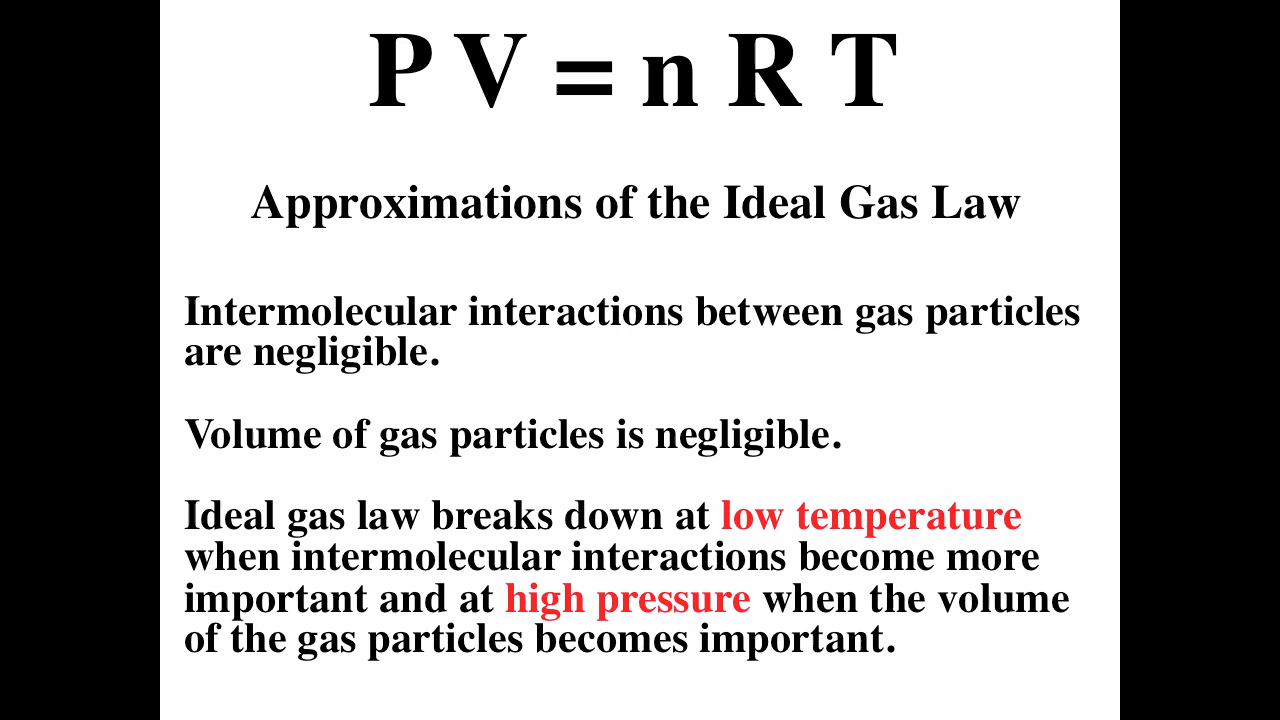 P V = n R T
Approximations of the Ideal Gas Law
Intermolecular interactions between gas particles
are negligible.
Volume of gas particles is negligible.
Ideal gas law breaks down at low temperature
when intermolecular interactions become more
important and at high pressure when the volume
of the gas particles becomes important.